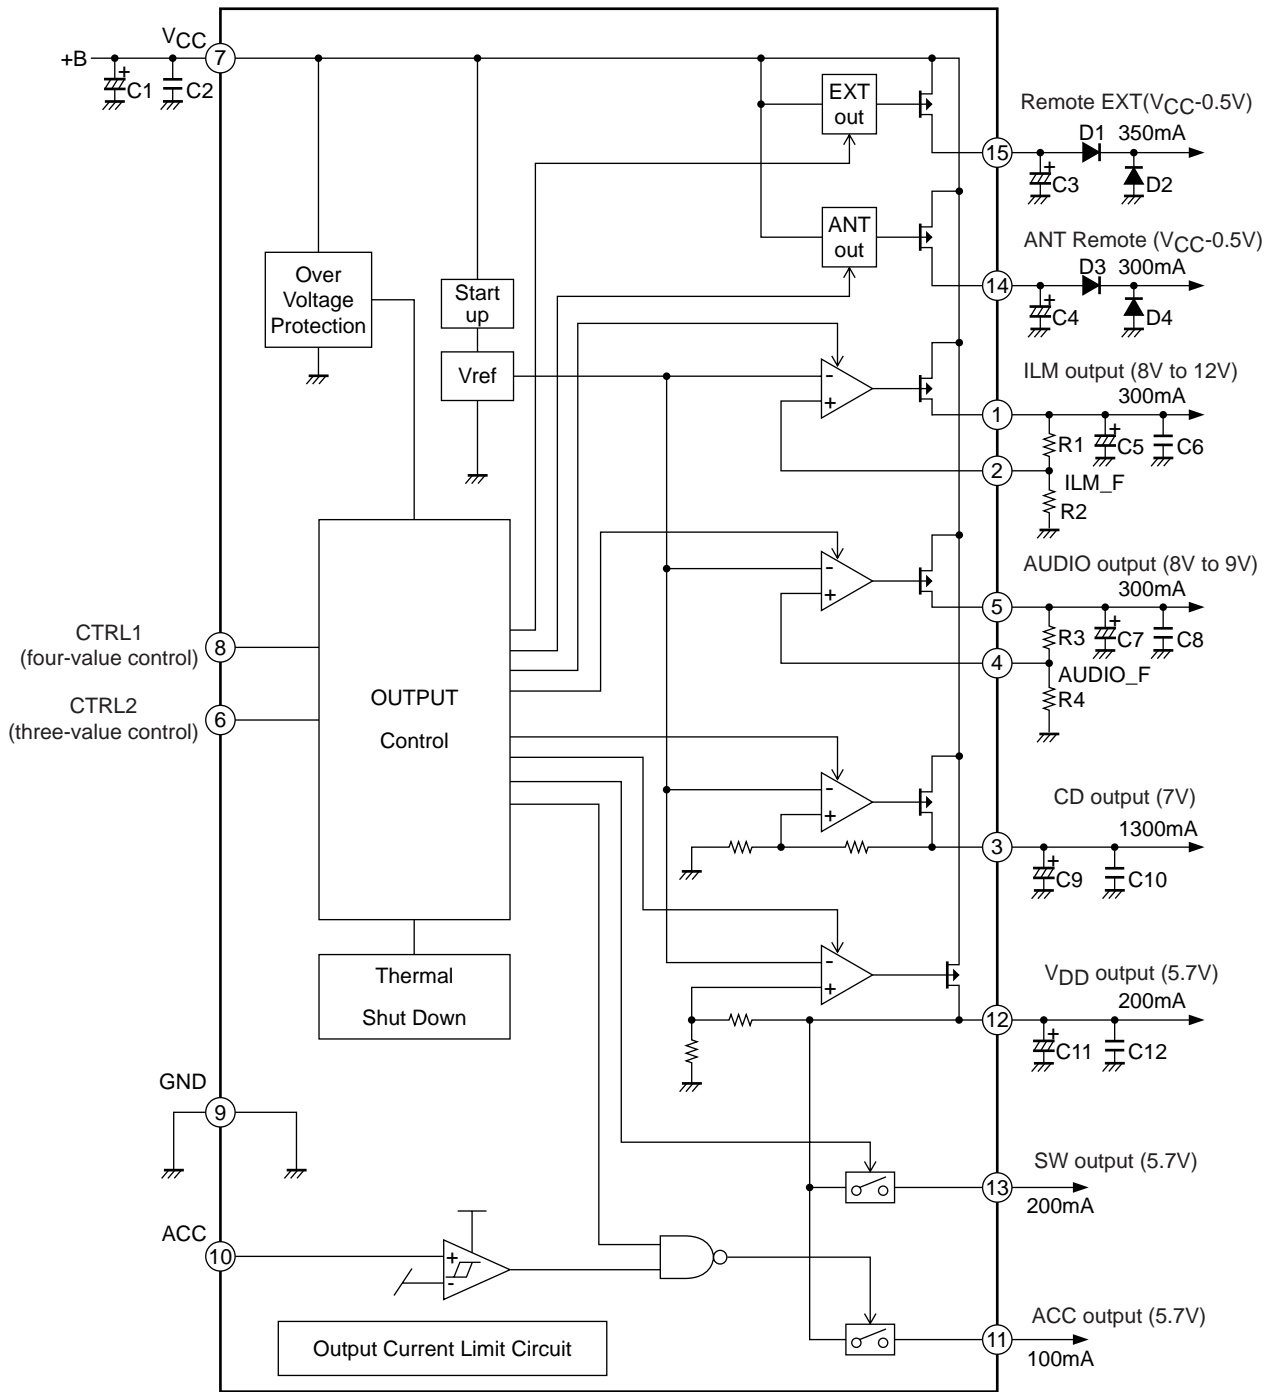 VCC
+B
7
+
C1
C2
EXT
out
Remote EXT(VCC-0.5V)
D1
350mA
15
+
C3
D2
ANT
out
ANT Remote (VCC-0.5V)
D3
300mA
14
+
C4
D4
Over
Voltage
Protection
Start
up
Vref
-
+
ILM output (8V to 12V)
300mA
1
R1
+
C5
C6
2
ILM_F
R2
-
+
AUDIO output (8V to 9V)
300mA
5
R3
+
C7
C8
4
AUDIO_F
R4
CTRL1
(four-value control)
8
CTRL2
(three-value control)
6
OUTPUT
Control
-
+
CD output (7V)
1300mA
3
+
C9
C10
Thermal
Shut Down
-
+
VDD output (5.7V)
200mA
12
+
C11
C12
GND
9
SW output (5.7V)
13
200mA
ACC
10
+
-
ACC output (5.7V)
11
100mA
Output Current Limit Circuit